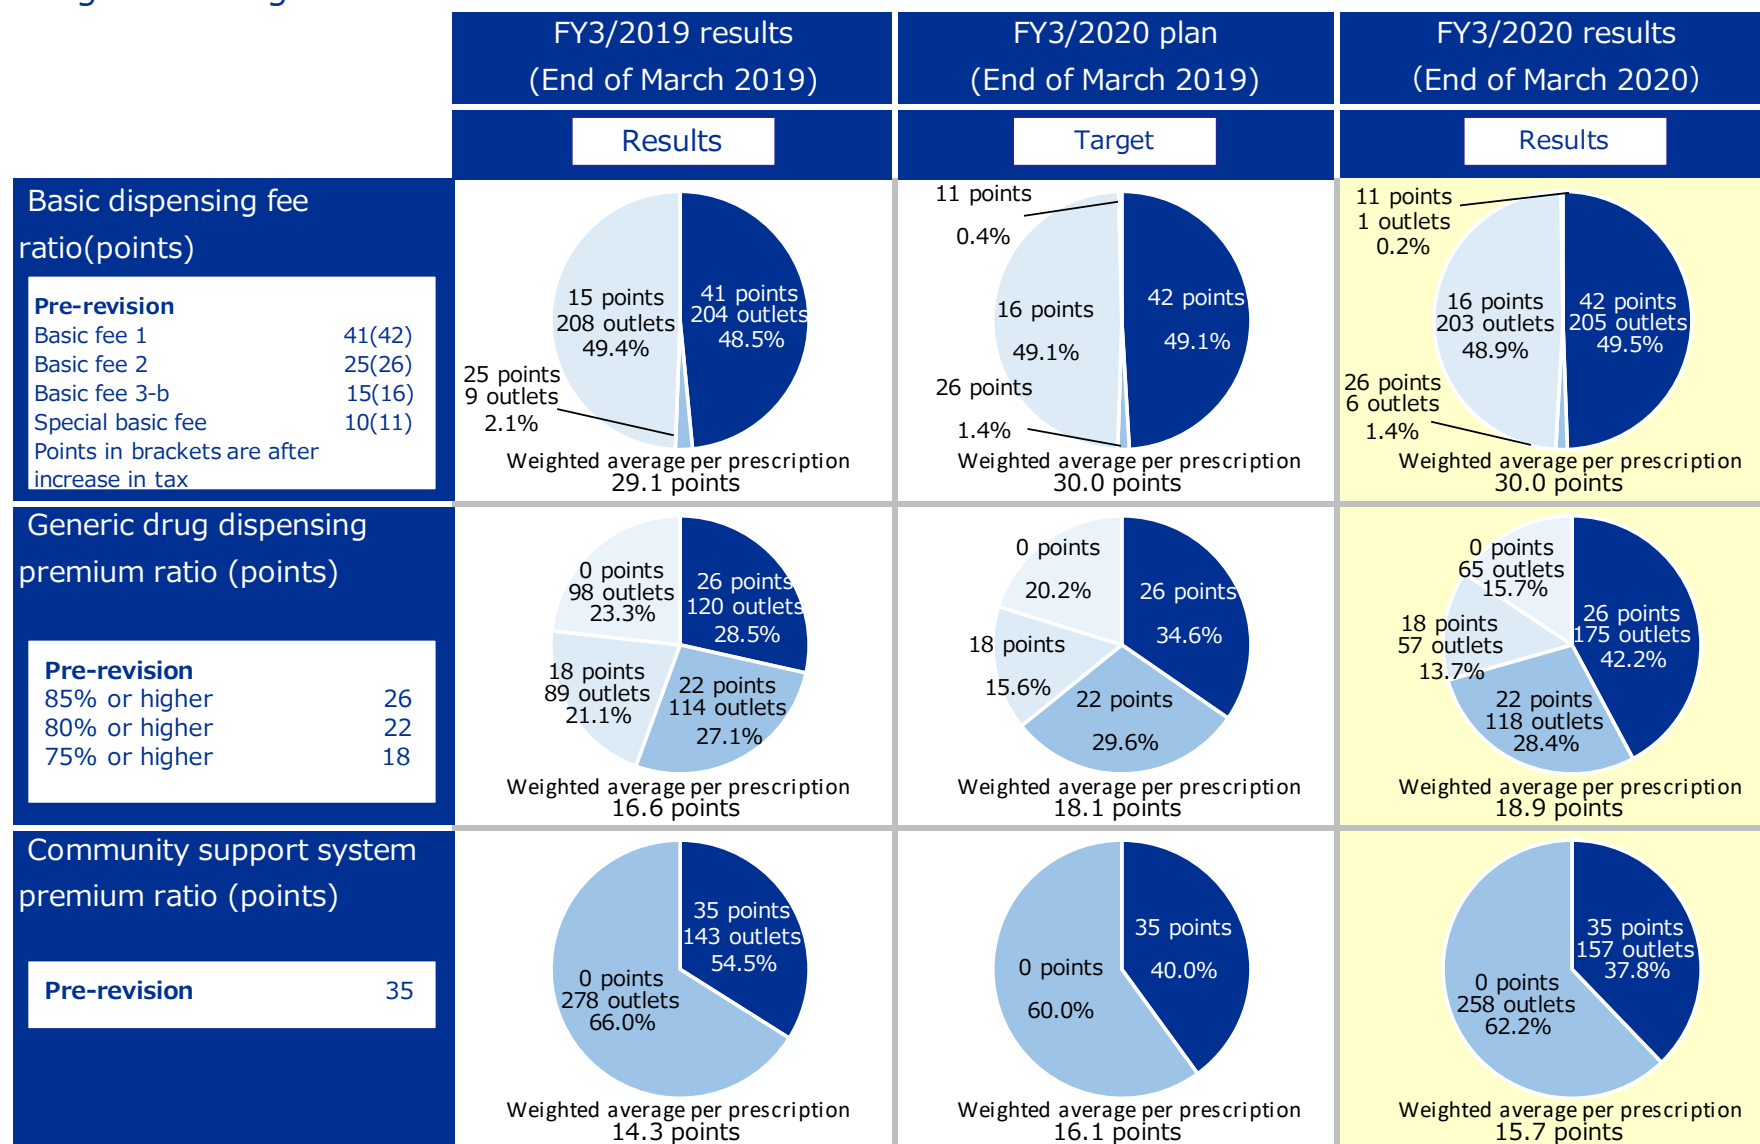 FY3/2019 results
(End of March 2019)
FY3/2020 plan
(End of March 2019)
FY3/2020 results
(End of March 2020)
Results
Target
Results
Basic dispensing fee
ratio(points)
Pre-revision
Basic fee 1 41(42)
Basic fee 2 25(26)
Basic fee 3-b 15(16)
Special basic fee 10(11)
Points in brackets are after
increase in tax
15 points
208 outlets
49.4%
41 points
204 outlets
48.5%
25 points
9 outlets
2.1%
Weighted average per prescription
29.1 points
11 points
0.4%
16 points
49.1%
42 points
49.1%
26 points
1.4%
Weighted average per prescription
30.0 points
11 points
1 outlets
0.2%
16 points
203 outlets
48.9%
42 points
205 outlets
49.5%
26 points
6 outlets
1.4%
Weighted average per prescription
30.0 points
Generic drug dispensing
premium ratio (points)
Pre-revision
85% or higher 26
80% or higher 22
75% or higher 18
0 points
98 outlets
23.3%
26 points
120 outlets
28.5%
18 points
89 outlets
21.1%
22 points
114 outlets
27.1%
Weighted average per prescription
16.6 points
0 points
20.2%
26 points
34.6%
18 points
15.6%
22 points
29.6%
Weighted average per prescription
18.1 points
0 points
65 outlets
15.7%
26 points
175 outlets
42.2%
18 points
57 outlets
13.7%
22 points
118 outlets
28.4%
Weighted average per prescription
18.9 points
Community support system
premium ratio (points)
Pre-revision 35
35 points
143 outlets
54.5%
0 points
278 outlets
66.0%
Weighted average per prescription
14.3 points
35 points
40.0%
0 points
60.0%
Weighted average per prescription
16.1 points
35 points
157 outlets
37.8%
0 points
258 outlets
62.2%
Weighted average per prescription
15.7 points